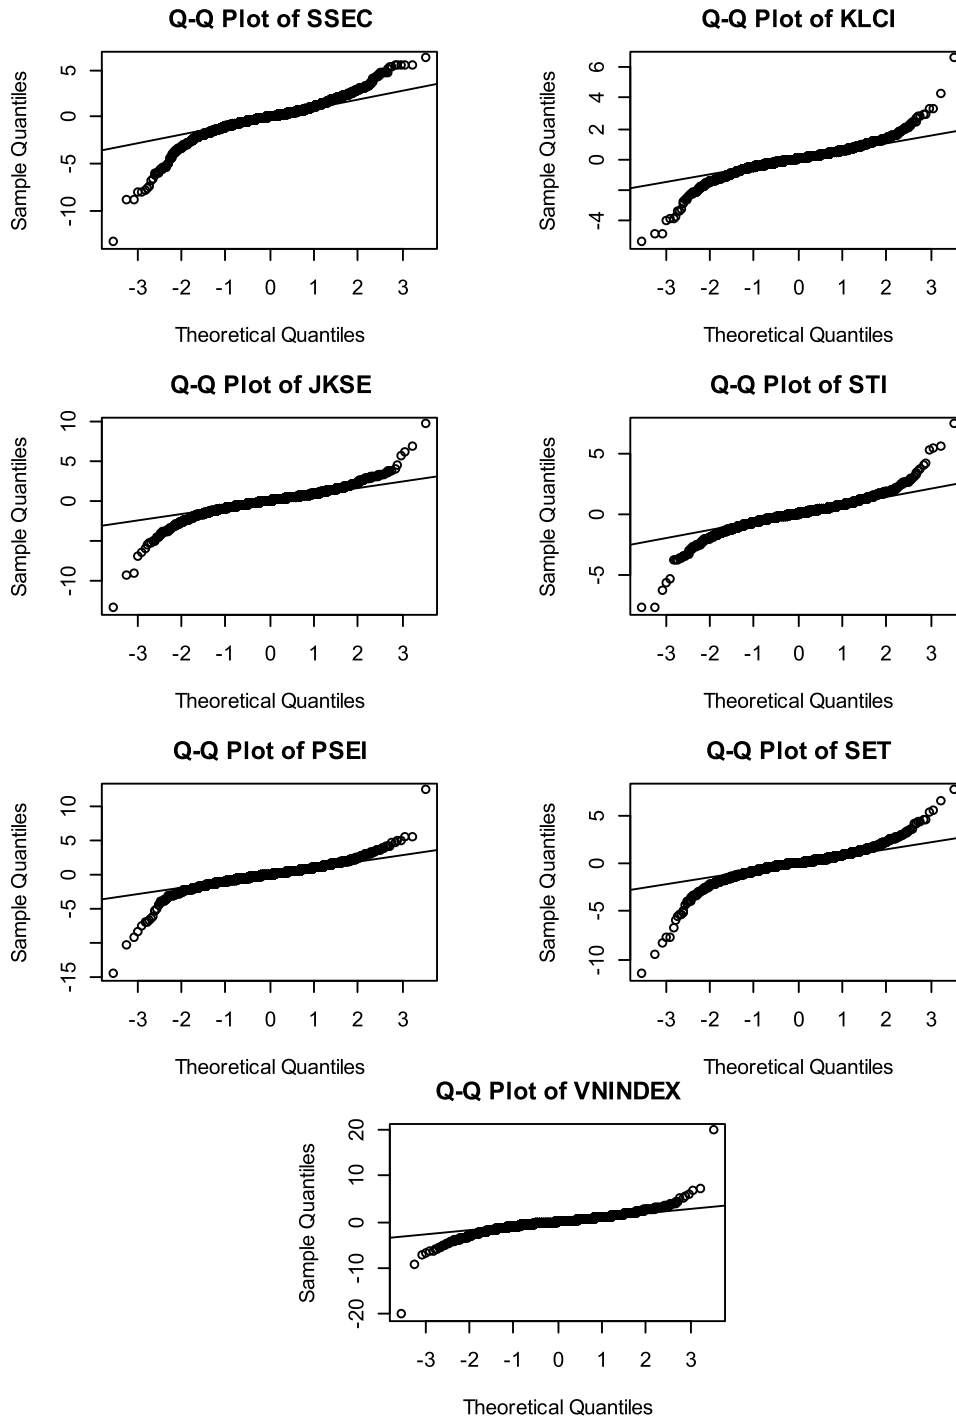 Q-Q Plot of SSEC
Q-Q Plot of KLCI
Sample Quantiles
5
0
-5
-10
Sample Quantiles
6
4
2
0
-4
-3 -2 -1 0 1 2 3
-3 -2 -1 0 1 2 3
Theoretical Quantiles
Theoretical Quantiles
Q-Q Plot of JKSE
Q-Q Plot of STI
Sample Quantiles
10
5
0
-10
Sample Quantiles
5
0
-5
-3 -2 -1 0 1 2 3
-3 -2 -1 0 1 2 3
Theoretical Quantiles
Theoretical Quantiles
Q-Q Plot of PSEI
Q-Q Plot of SET
Sample Quantiles
10
5
0
-5
-15
Sample Quantiles
5
0
-5
-10
-3 -2 -1 0 1 2 3
-3 -2 -1 0 1 2 3
Theoretical Quantiles
Theoretical Quantiles
Q-Q Plot of VNINDEX
Sample Quantiles
20
10
0
-10
-20
-3 -2 -1 0 1 2 3
Theoretical Quantiles